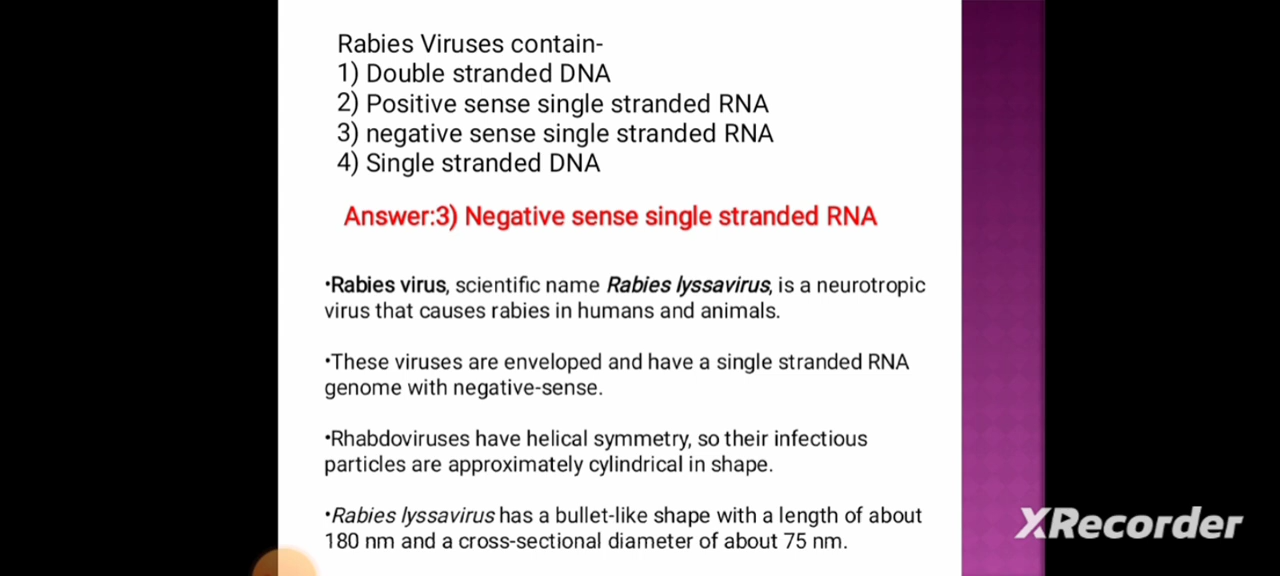 Rabies Viruses contain-
1) Double stranded DNA
2) Positive sense single stranded RNA
3) negative sense single stranded RNA
4) Single stranded DNA
Answer:3) Negative sense single stranded RNA
•Rabies virus, scientific name Rabies lyssavirus, is a neurotropic
virus that causes rabies in humans and animals.
•These viruses are enveloped and have a single stranded RNA
genome with negative-sense.
•Rhabdoviruses have helical symmetry, so their infectious
particles are approximately cylindrical in shape.
•Rabies lyssavirus has a bullet-like shape with a length of about
180 nm and a cross-sectional diameter of about 75 nm.
XRecorder